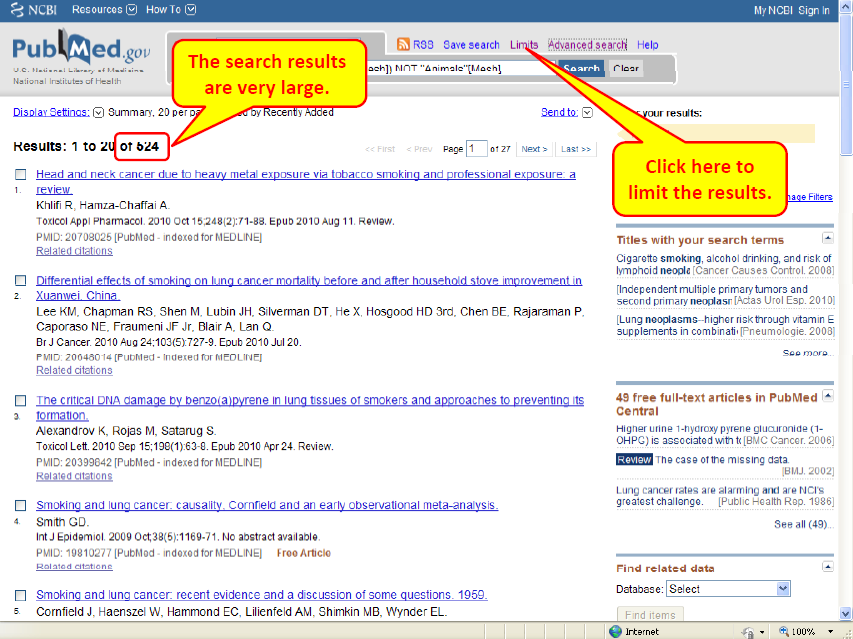 NCBI Resources How To My NCBI Sign In
PubMed.gov
U.S. National Library of Medicine
National Institutes of Health
RSS Save search Limits Advanced search Help
NOT "Animals"[Mesh] Search Clear
The search results
are very large.
Display Settings: Summary, 20 per by Recently Added Send to: your results:
Results: 1 to 20 of 524
<< First < Prev Page 1 of 27 Next > Last >>
Click here to
limit the results.
Filters
1. Head and neck cancer due to heavy metal exposure via tobacco smoking and professional exposure: a
review.
Khlifi R, Hamza-Chaffai A.
Toxicol Appl Pharmacol. 2010 Oct 15;248(2):71-88. Epub 2010 Aug 11. Review.
PMID: 20708025 [PubMed - indexed for MEDLINE]
Related citations
2. Differential effects of smoking on lung cancer mortality before and after household stove improvement in
Xuanwei, China.
Lee KM, Chapman RS, Shen M, Lubin JH, Silverman DT, He X, Hosgood HD 3rd, Chen BE, Rajaraman P,
Caporaso NE, Fraumeni JF Jr, Blair A, Lan Q.
Br J Cancer. 2010 Aug 24;103(5):727-9. Epub 2010 Jul 20.
PMID: 20648014 [PubMed - indexed for MEDLINE]
Related citations
3. The critical DNA damage by benzo(a)pyrene in lung tissues of smokers and approaches to preventing its
formation.
Alexandrov K, Rojas M, Satarug S.
Toxicol Lett. 2010 Sep 15;198(1):63-8. Epub 2010 Apr 24. Review.
PMID: 20399842 [PubMed - indexed for MEDLINE]
Related citations
4. Smoking and lung cancer: causality, Cornfield and an early observational meta-analysis.
Smith GD.
Int J Epidemiol. 2009 Oct;38(5):1169-71. No abstract available.
PMID: 19810277 [PubMed - indexed for MEDLINE] Free Article
Related citations
5. Smoking and lung cancer: recent evidence and a discussion of some questions. 1959.
Cornfield J, Haenszel W, Hammond EC, Lilienfeld AM, Shimkin MB, Wynder EL.
Titles with your search terms
Cigarette smoking, alcohol drinking, and risk of
lymphoid neopla [Cancer Causes Control. 2008]
[Independent multiple primary tumors and
second primary neoplasm [Actas Urol Esp. 2010]
[Lung neoplasms--higher risk through vitamin E
supplements in combinati [Pneumologie. 2008]
See more...
49 free full-text articles in PubMed
Central
Higher urine 1-hydroxy pyrene glucuronide (1-
OHPG) is associated with t [BMC Cancer. 2006]
Review The case of the missing data.
[BMJ. 2002]
Lung cancer rates are alarming and are NCI's
greatest challenge. [Public Health Rep. 1986]
See all (49)...
Find related data
Database: Select
Find items
Internet 100%